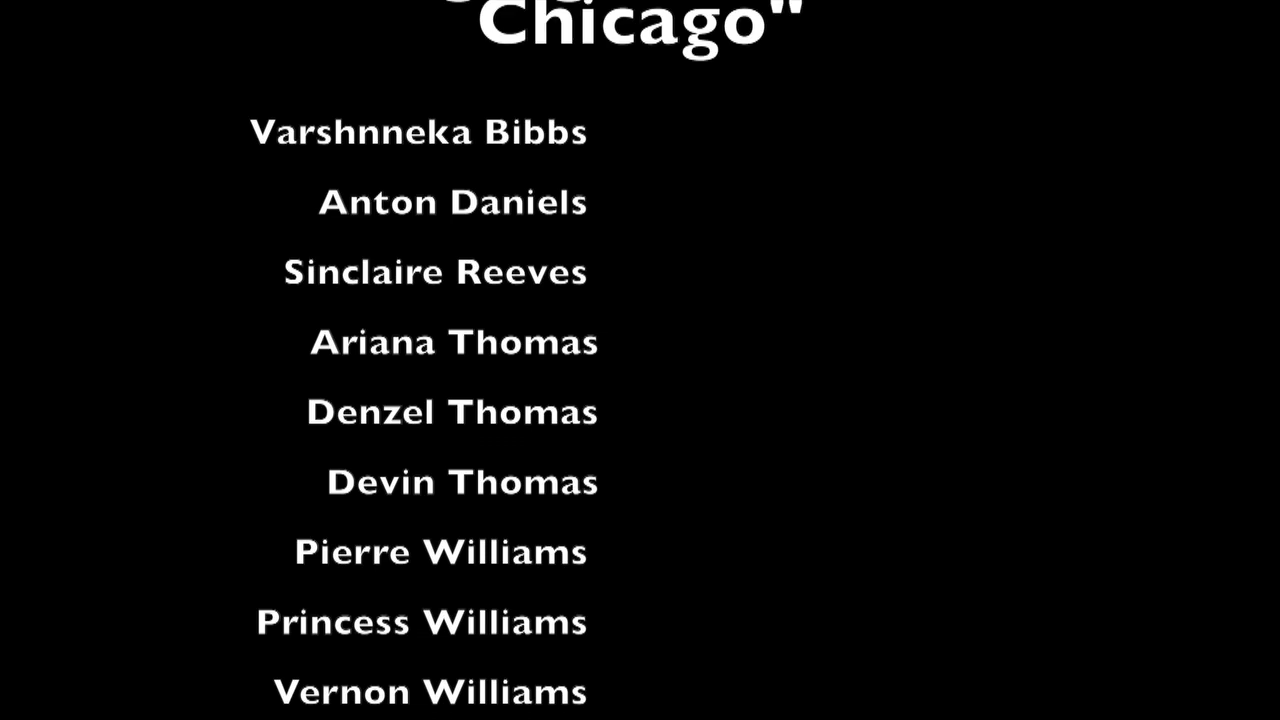 Chicago"
Varshnneka Bibbs
Anton Daniels
Sinclaire Reeves
Ariana Thomas
Denzel Thomas
Devin Thomas
Pierre Williams
Princess Williams
Vernon Williams